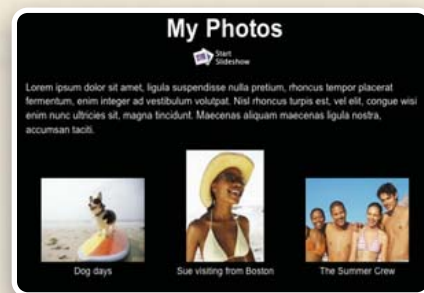 My Photos
Start
Slideshow
Lorem ipsum dolor sit amet, ligula suspendisse nulla pretium, rhoncus tempor placerat
fermentum, enim integer ad vestibulum volutpat. Nisl rhoncus turpis est, vel elit, congue wisi
enim nunc ultricies sit, magna tincidunt. Maecenas aliquam maecenas ligula nostra,
accumsan taciti.
Dog days
Sue visiting from Boston
The Summer Crew